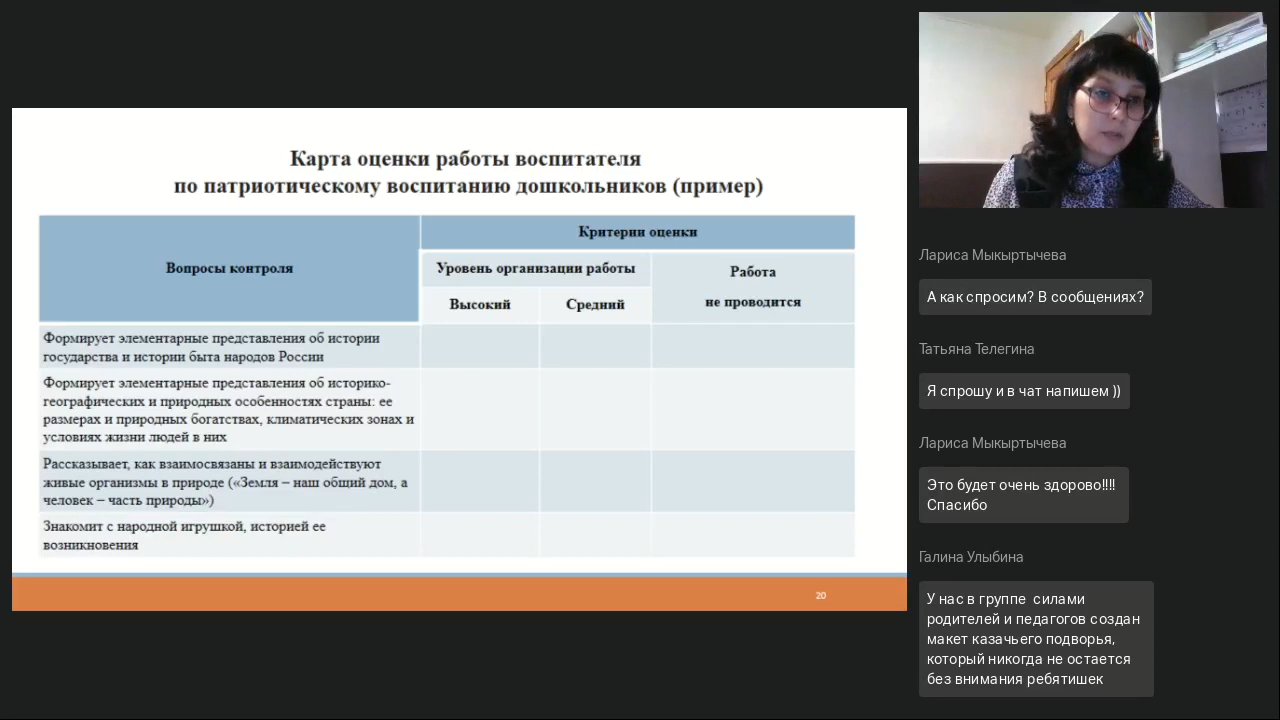 Карта оценки работы воспитателя
по патриотическому воспитанию дошкольников (пример)
Вопросы контроля
Критерии оценки
Уровень организации работы
Работа
не проводится
Высокий
Средний
Формирует элементарные представления об истории
государства и истории быта народов России
Формирует элементарные представления об историко-
географических и природных особенностях страны: ее
размерах и природных богатствах, климатических зонах и
условиях жизни людей в них
Рассказывает, как взаимосвязаны и взаимодействуют
живые организмы в природе («Земля – наш общий дом, а
человек – часть природы»)
Знакомит с народной игрушкой, историей ее
возникновения
20
Лариса Мыкыртычева
А как спросим? В сообщениях?
Татьяна Телегина
Я спрошу и в чат напишем ))
Лариса Мыкыртычева
Это будет очень здорово!!!!
Спасибо
Галина Улыбина
У нас в группе силами
родителей и педагогов создан
макет казачьего подворья,
который никогда не остается
без внимания ребятишек